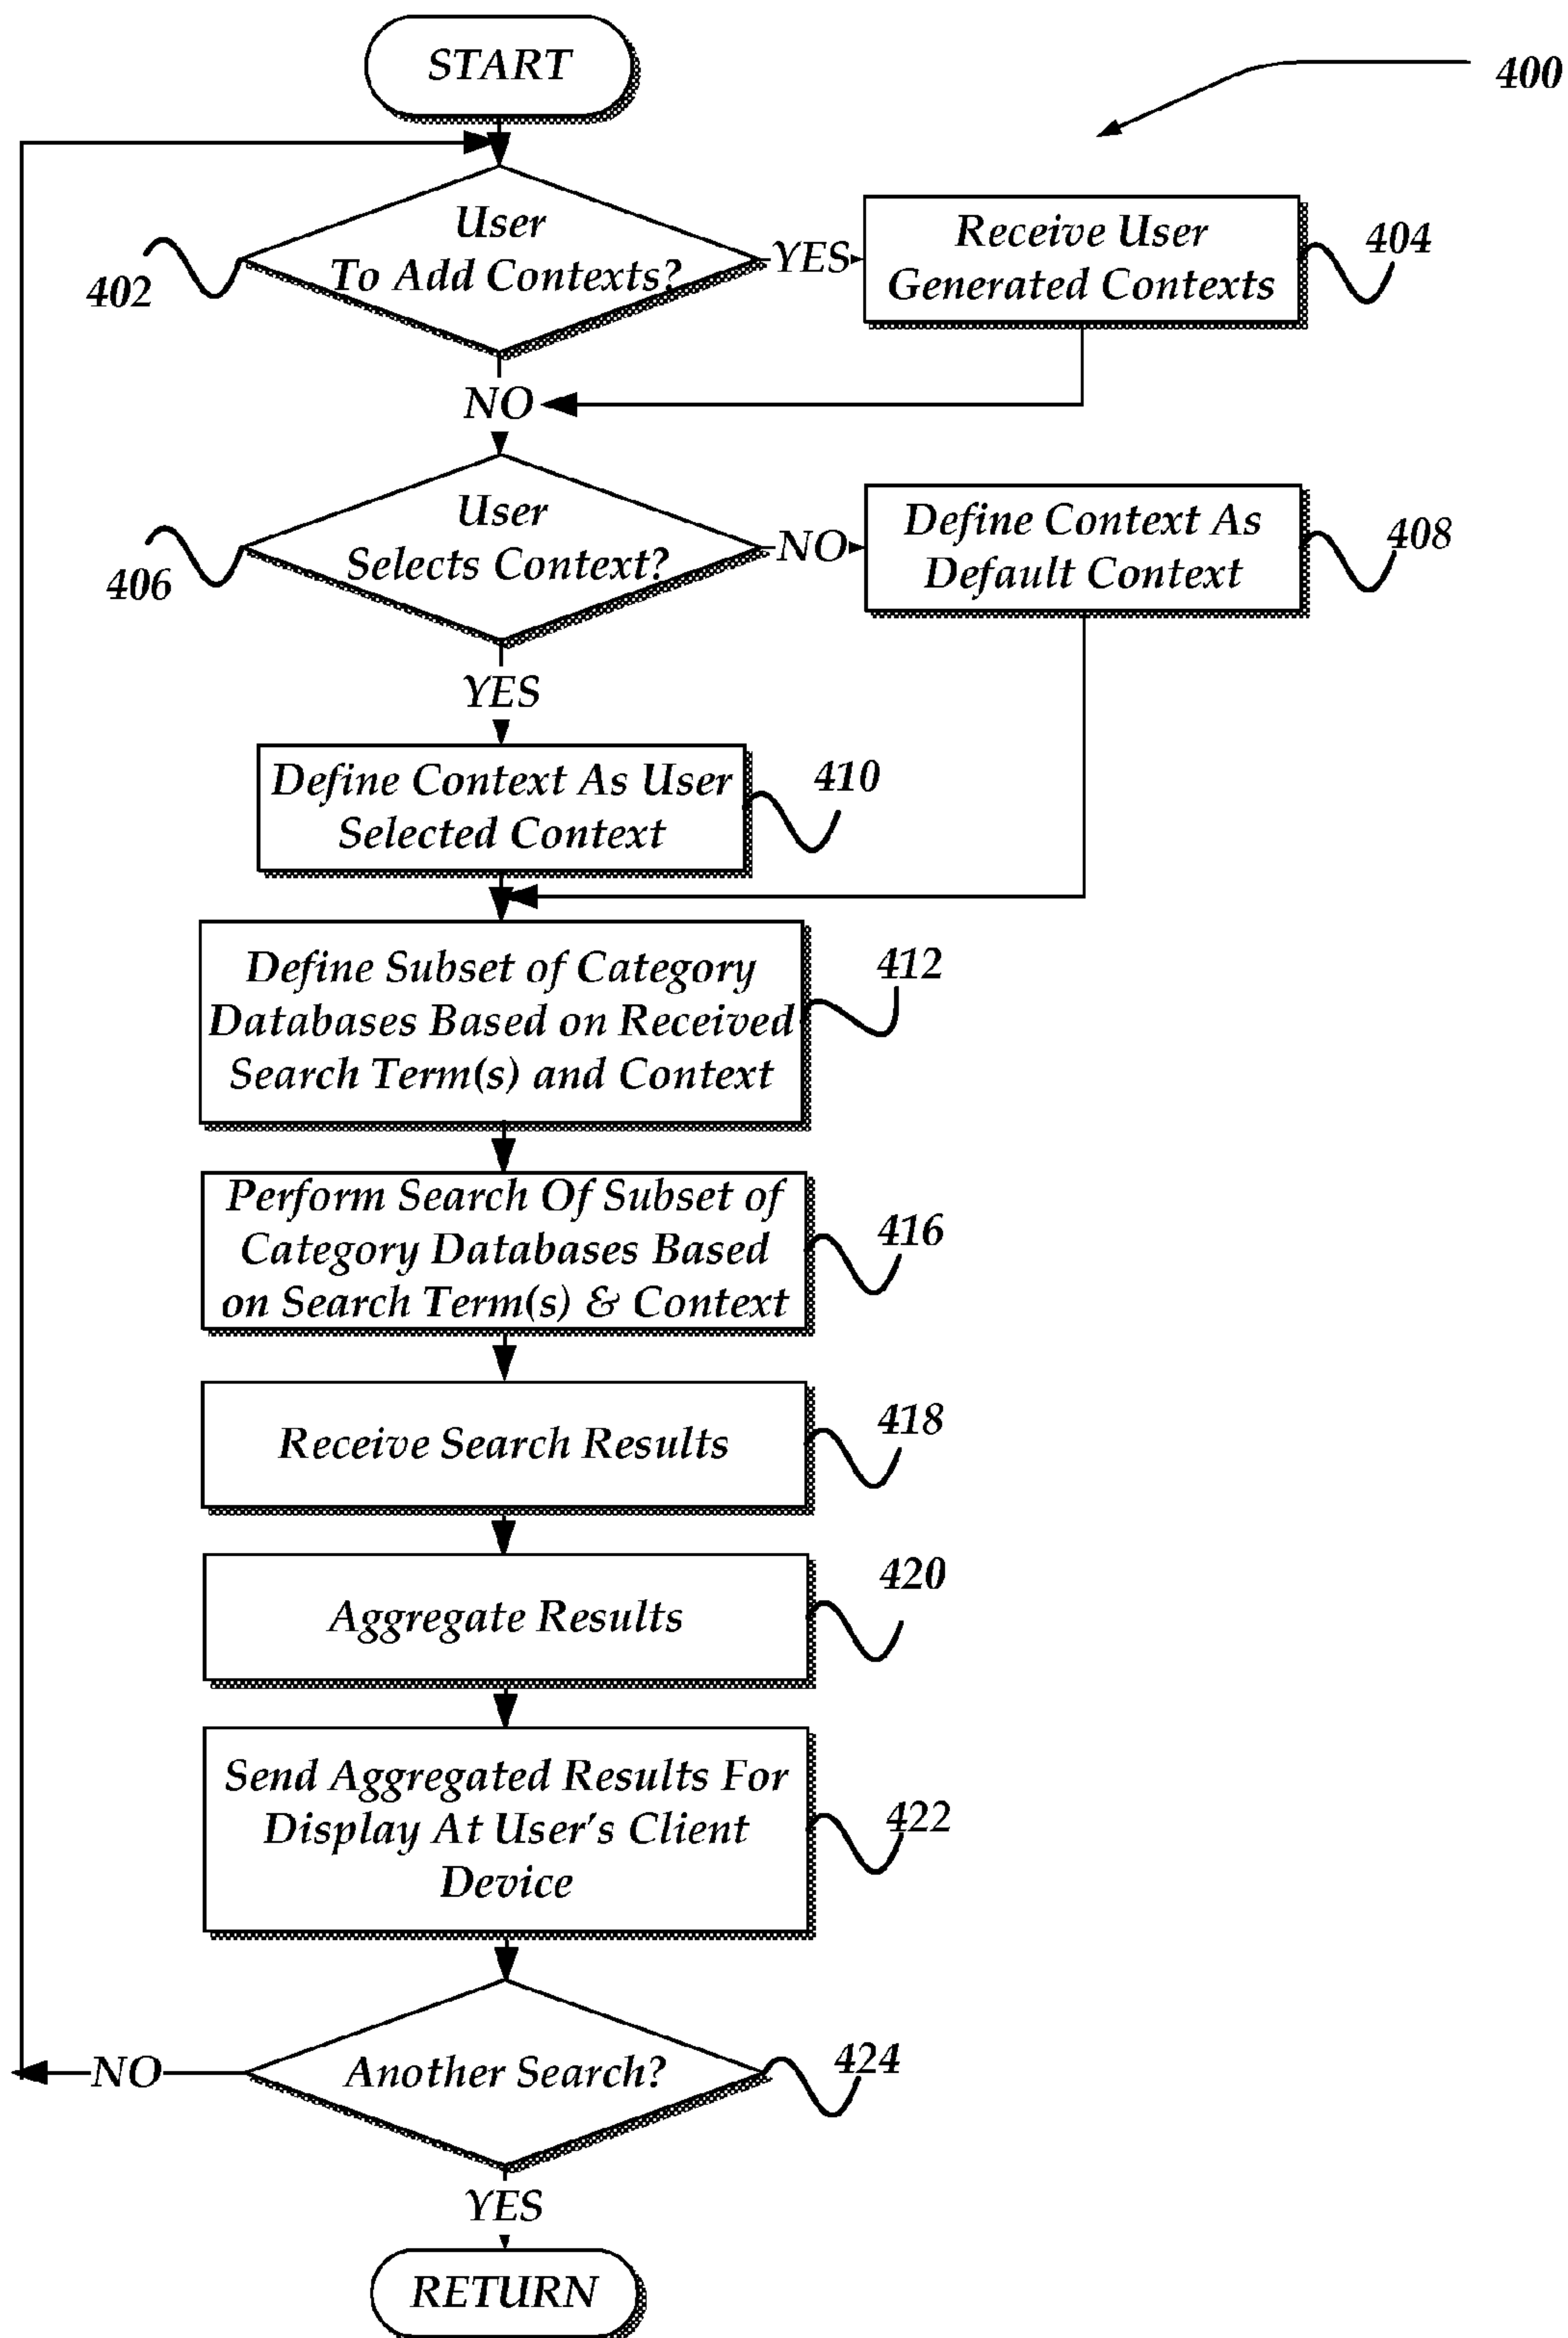 START
400
User
To Add Contexts?
402
YES
Receive User
Generated Contexts
404
NO
User
Selects Context?
406
NO
Define Context As
Default Context
408
YES
Define Context As User
Selected Context
410
Define Subset of Category
Databases Based on Received
Search Term(s) and Context
412
Perform Search Of Subset of
Category Databases Based
on Search Term(s) & Context
416
Receive Search Results
418
Aggregate Results
420
Send Aggregated Results For
Display At User's Client
Device
422
Another Search?
424
NO
YES
RETURN